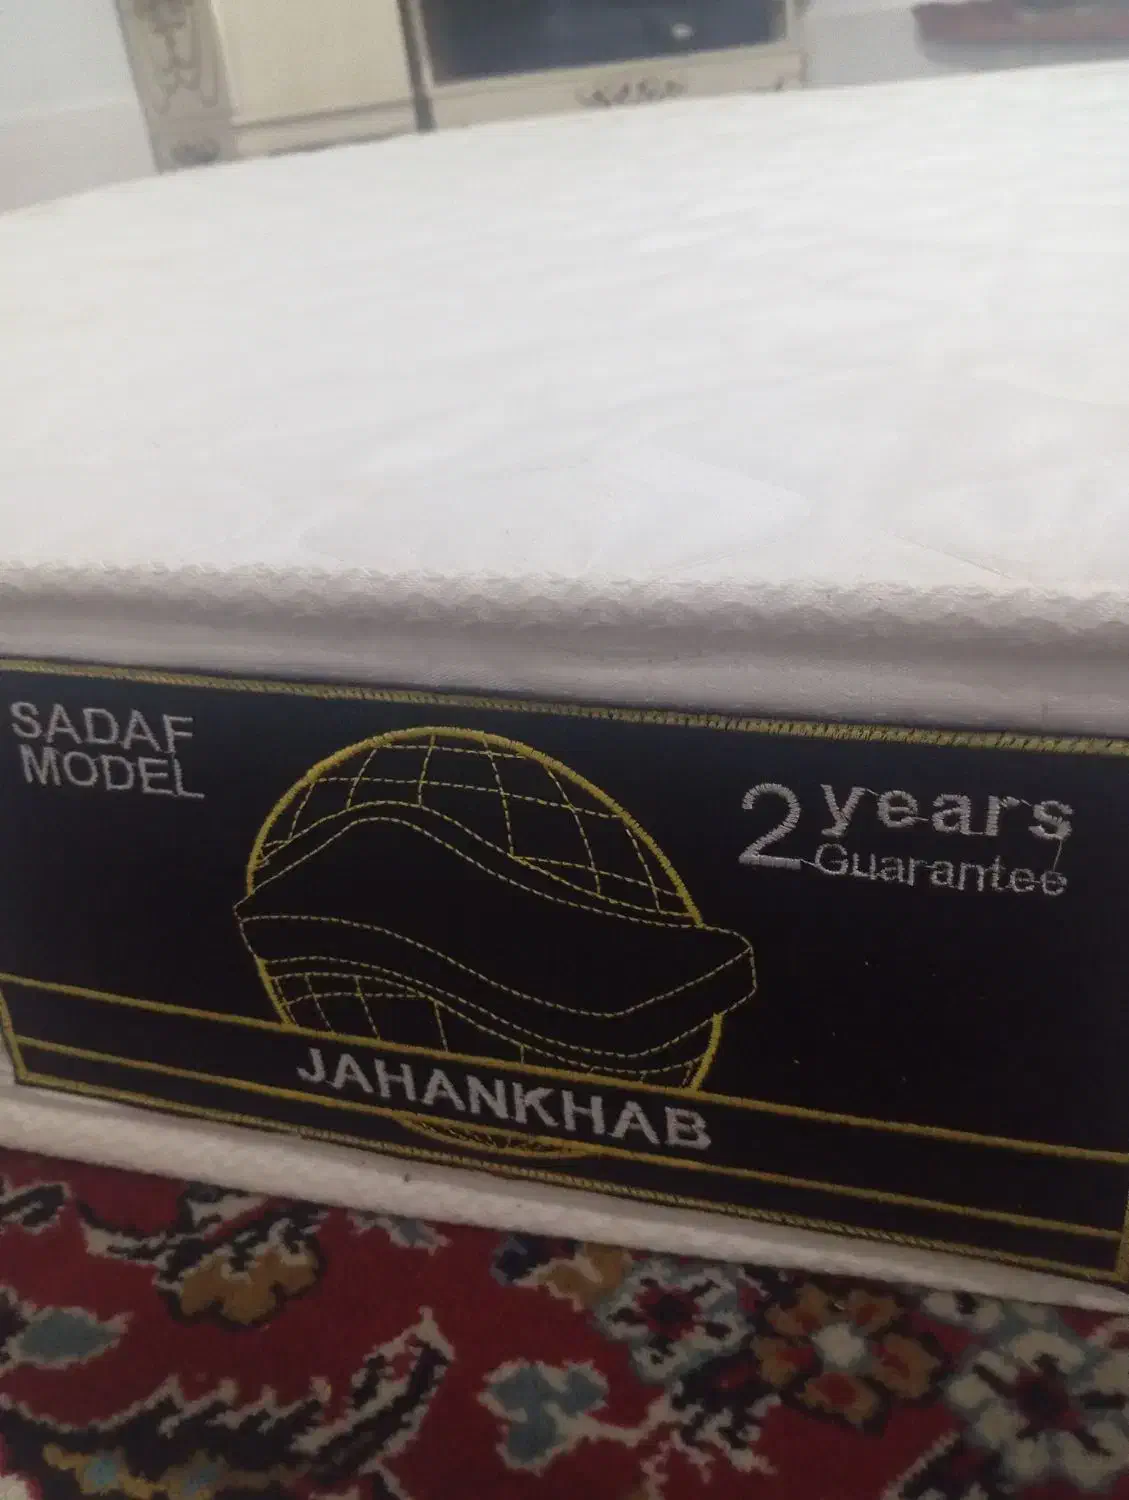 SADAF
MODEL
2 years
Guarantee
JAHANKHAB